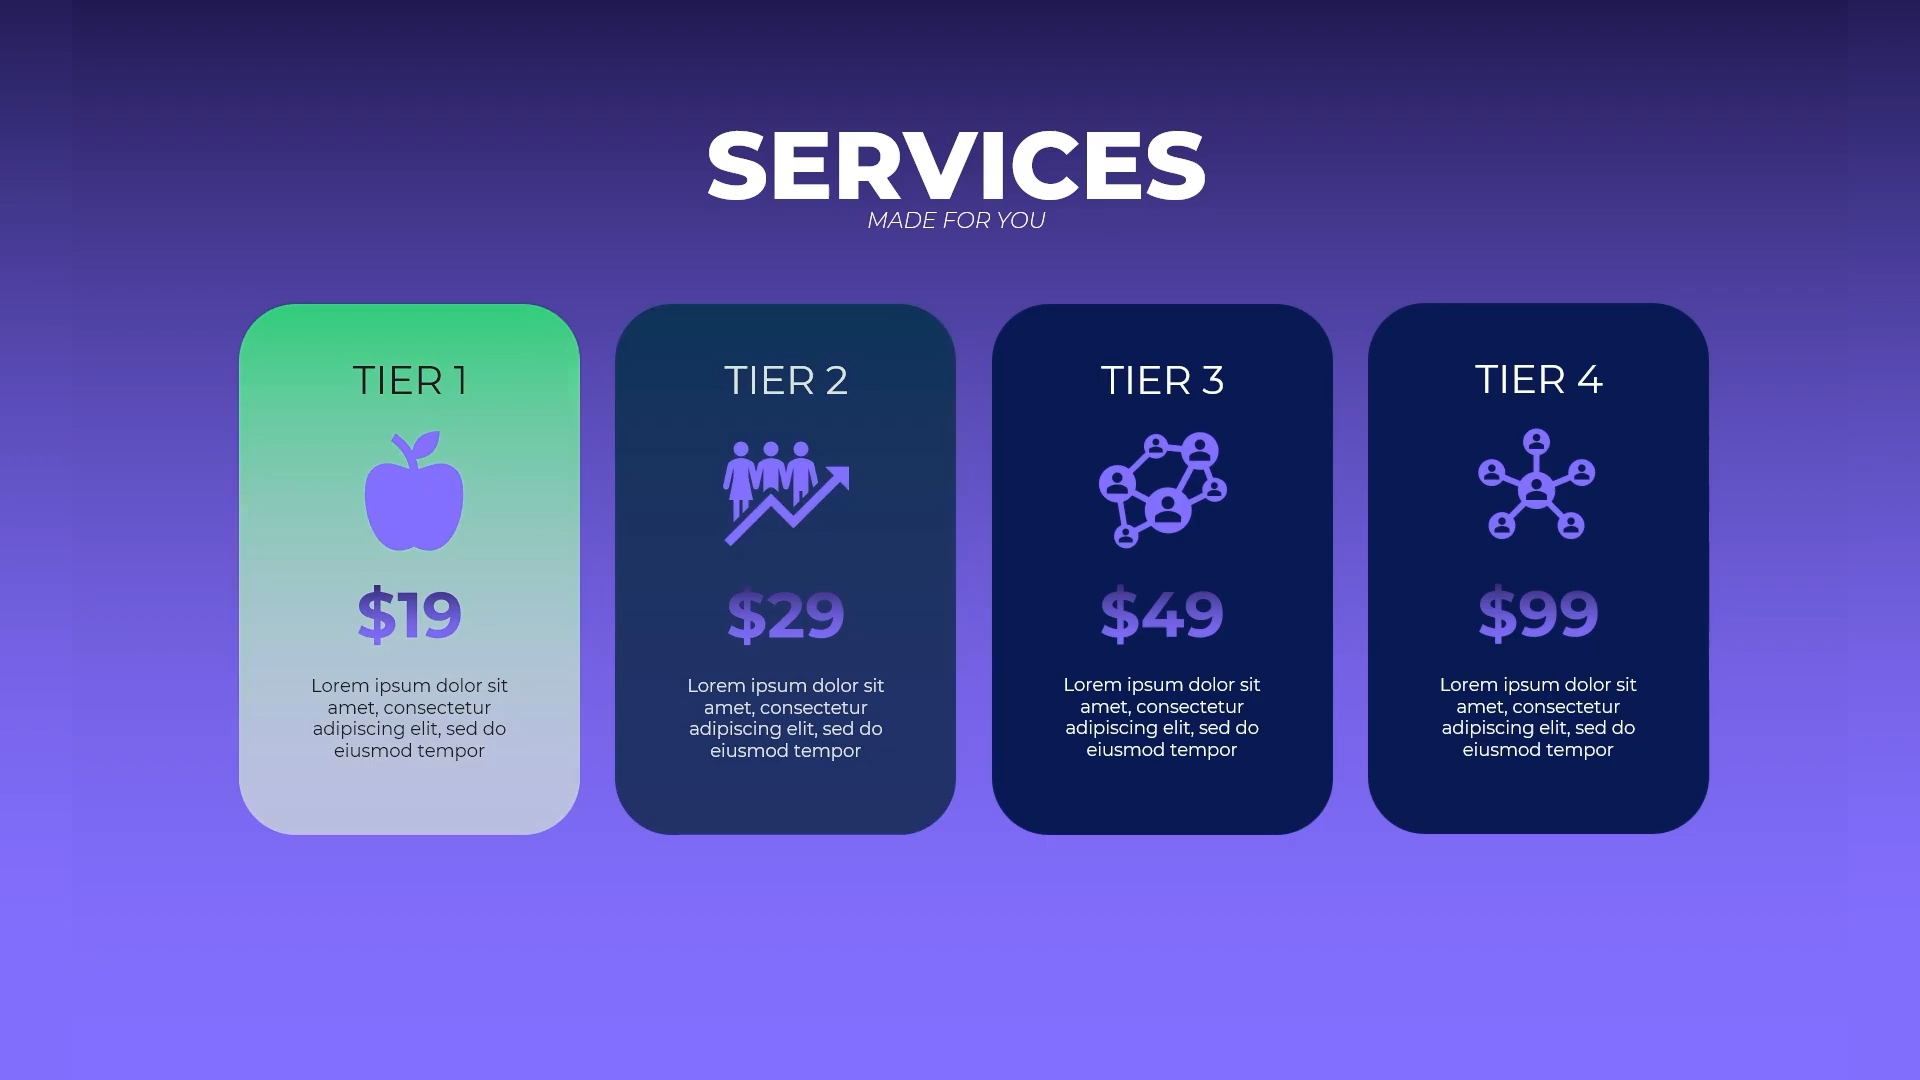 SERVICES
MADE FOR YOU
TIER 1
$19
Lorem ipsum dolor sit
amet, consectetur
adipiscing elit, sed do
eiusmod tempor
TIER 2
$29
Lorem ipsum dolor sit
amet, consectetur
adipiscing elit, sed do
eiusmod tempor
TIER 3
$49
Lorem ipsum dolor sit
amet, consectetur
adipiscing elit, sed do
eiusmod tempor
TIER 4
$99
Lorem ipsum dolor sit
amet, consectetur
adipiscing elit, sed do
eiusmod tempor